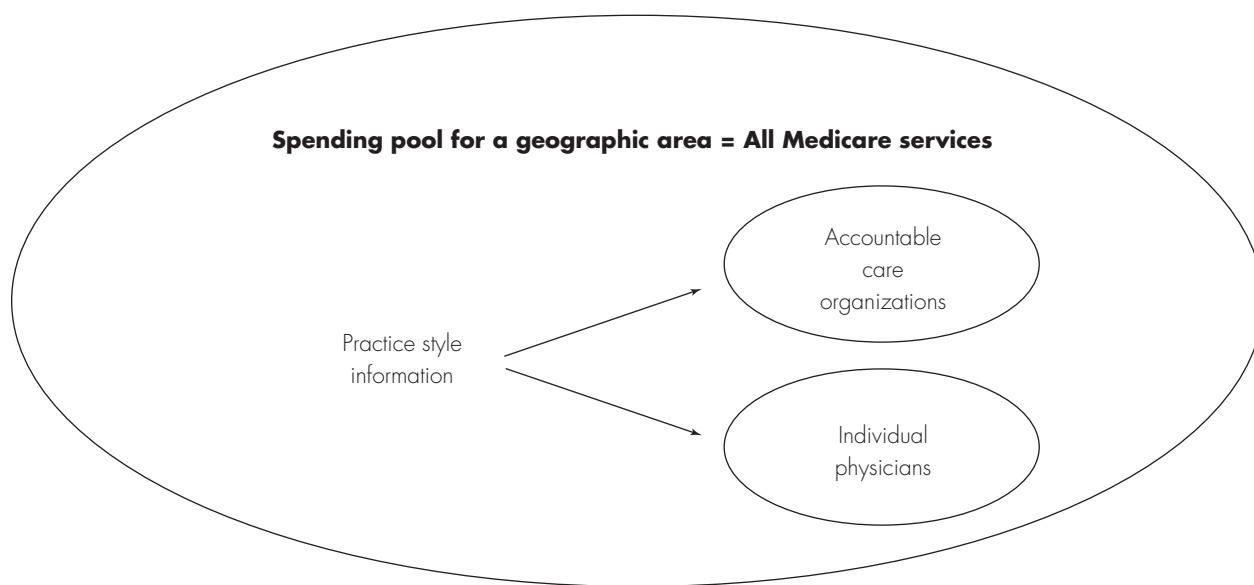 Spending pool for a geographic area = All Medicare services
Accountable
care
organizations
Practice style
information
Individual
physicians